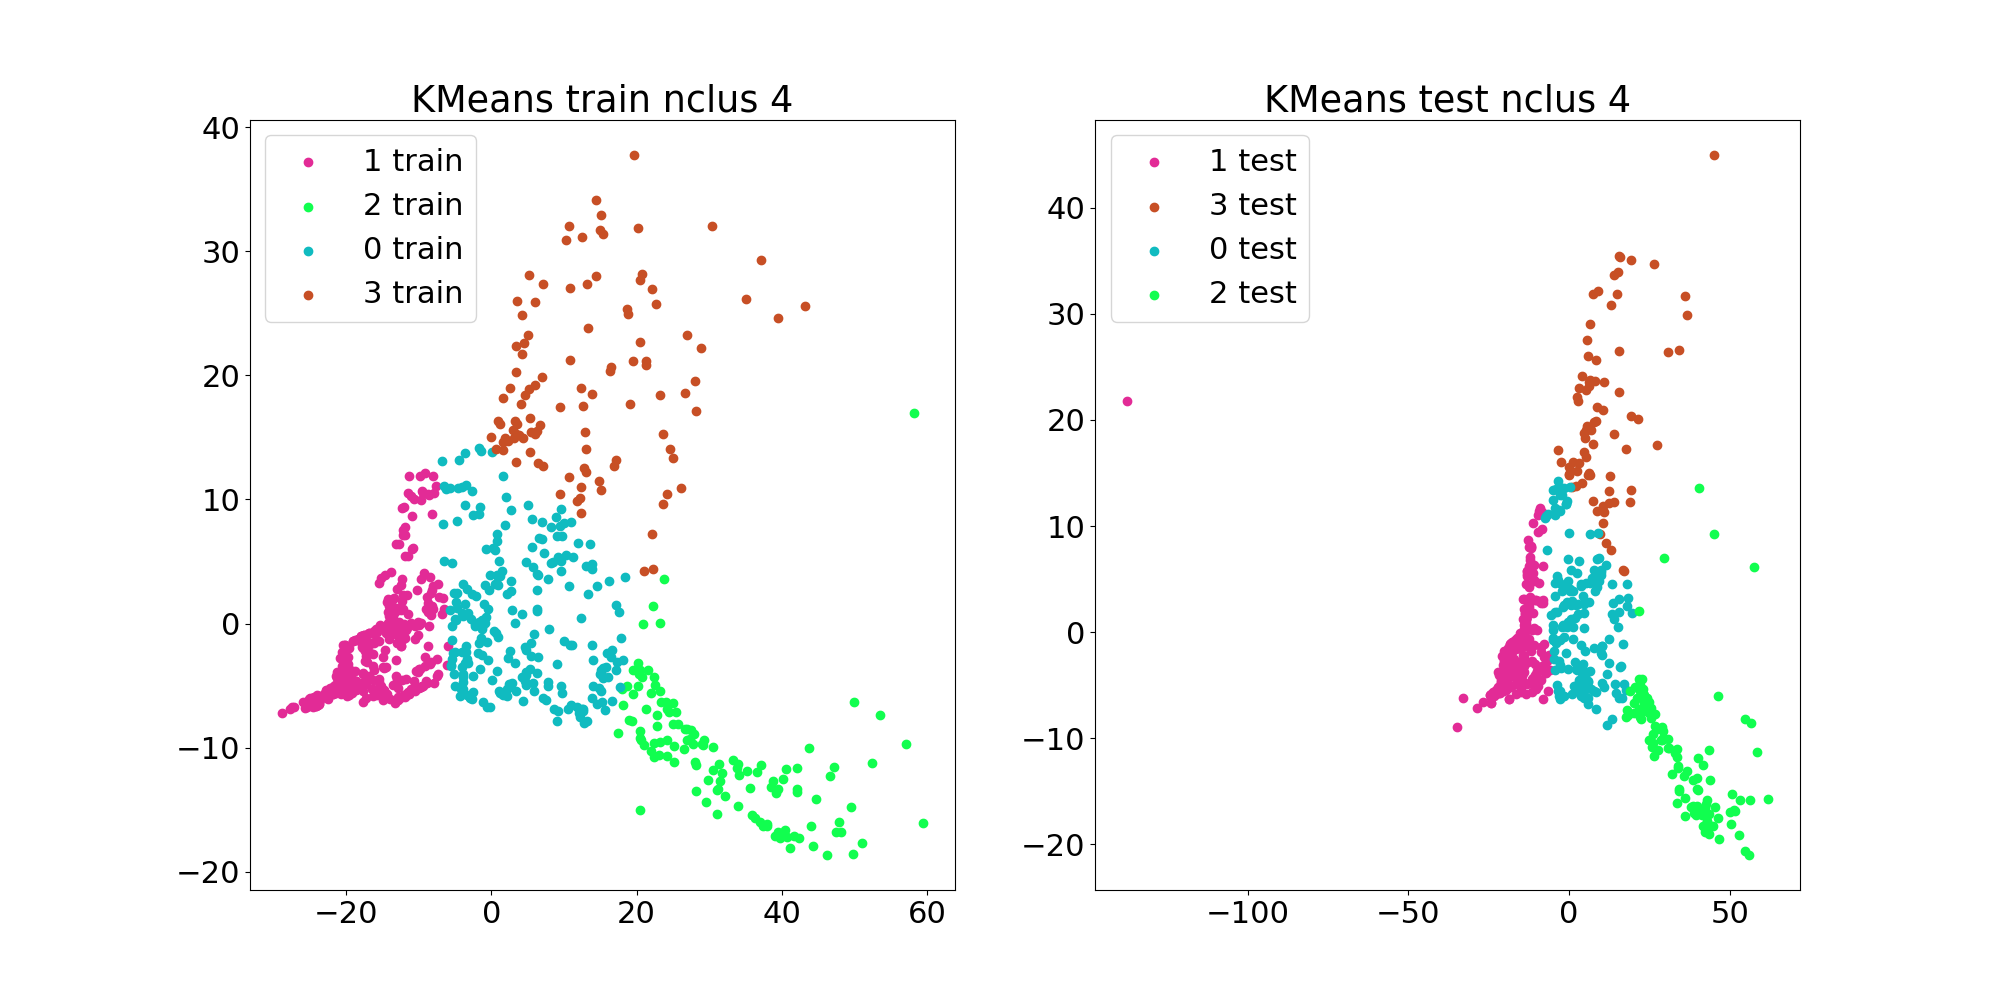 KMeans train nclus 4
40
30
20
10
0
−10
−20
−20 0 20 40 60
1 train
2 train
0 train
3 train
KMeans test nclus 4
40
30
20
10
0
−10
−20
−100 −50 0 50
1 test
3 test
0 test
2 test